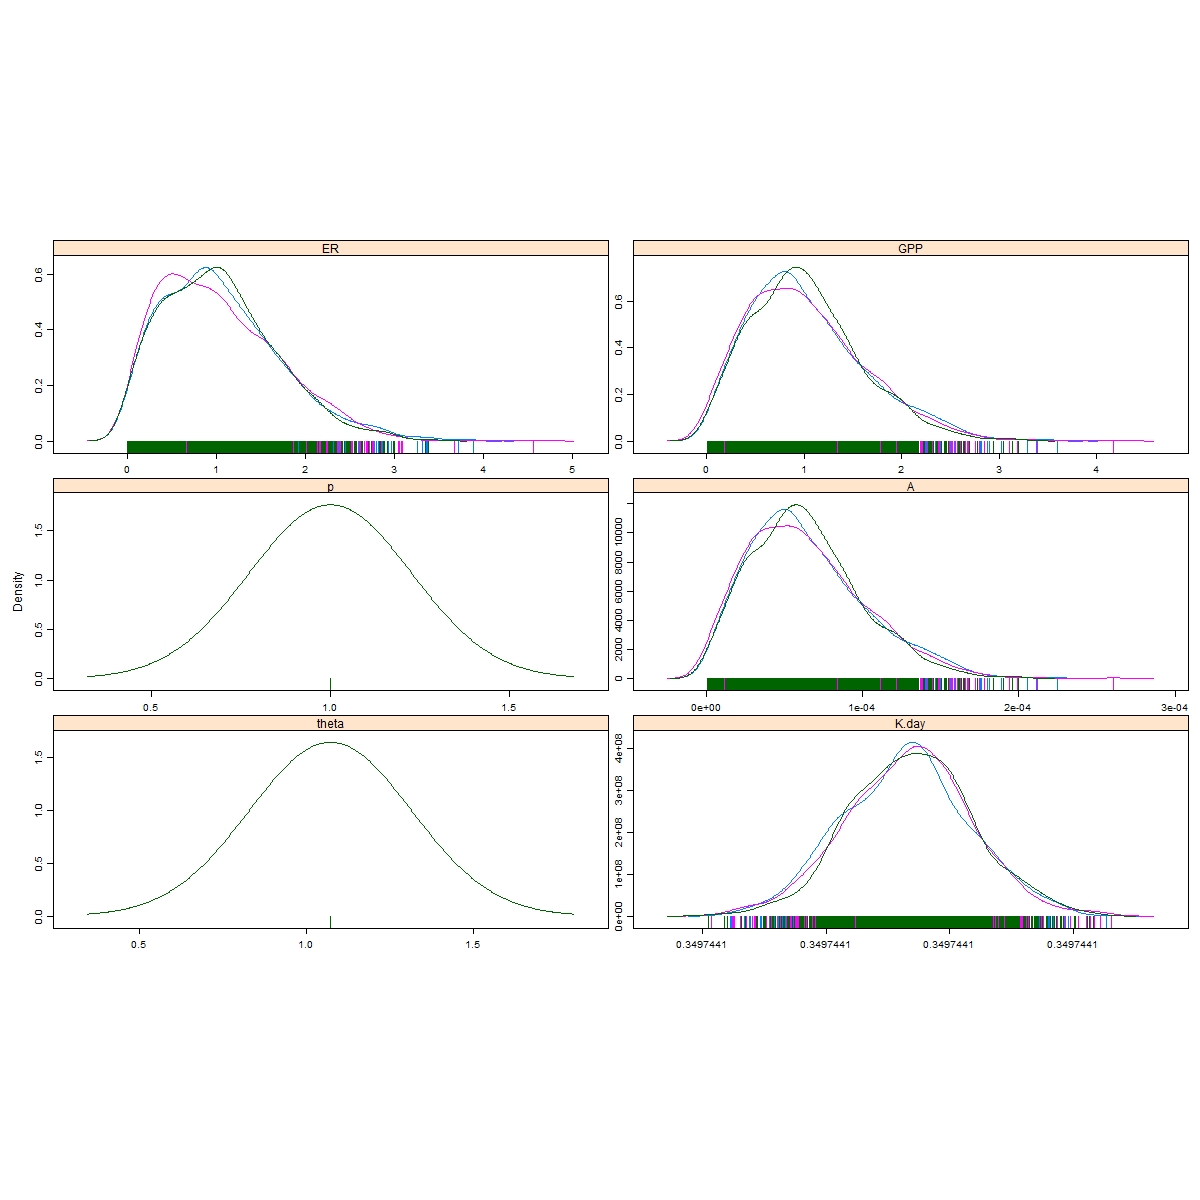 ER
GPP
0.0 0.2 0.4 0.6
0 1 2 3 4 5
0.0 0.2 0.4 0.6
0 1 2 3 4
p
A
Density
0.0 0.5 1.0 1.5
0.5 1.0 1.5
0 2000 4000 6000 8000 10000
0e+00 1e-04 2e-04 3e-04
theta
K.day
0.0 0.5 1.0 1.5
0.5 1.0 1.5
0e+00 1e+08 2e+08 3e+08 4e+08
0.3497441 0.3497441 0.3497441 0.3497441